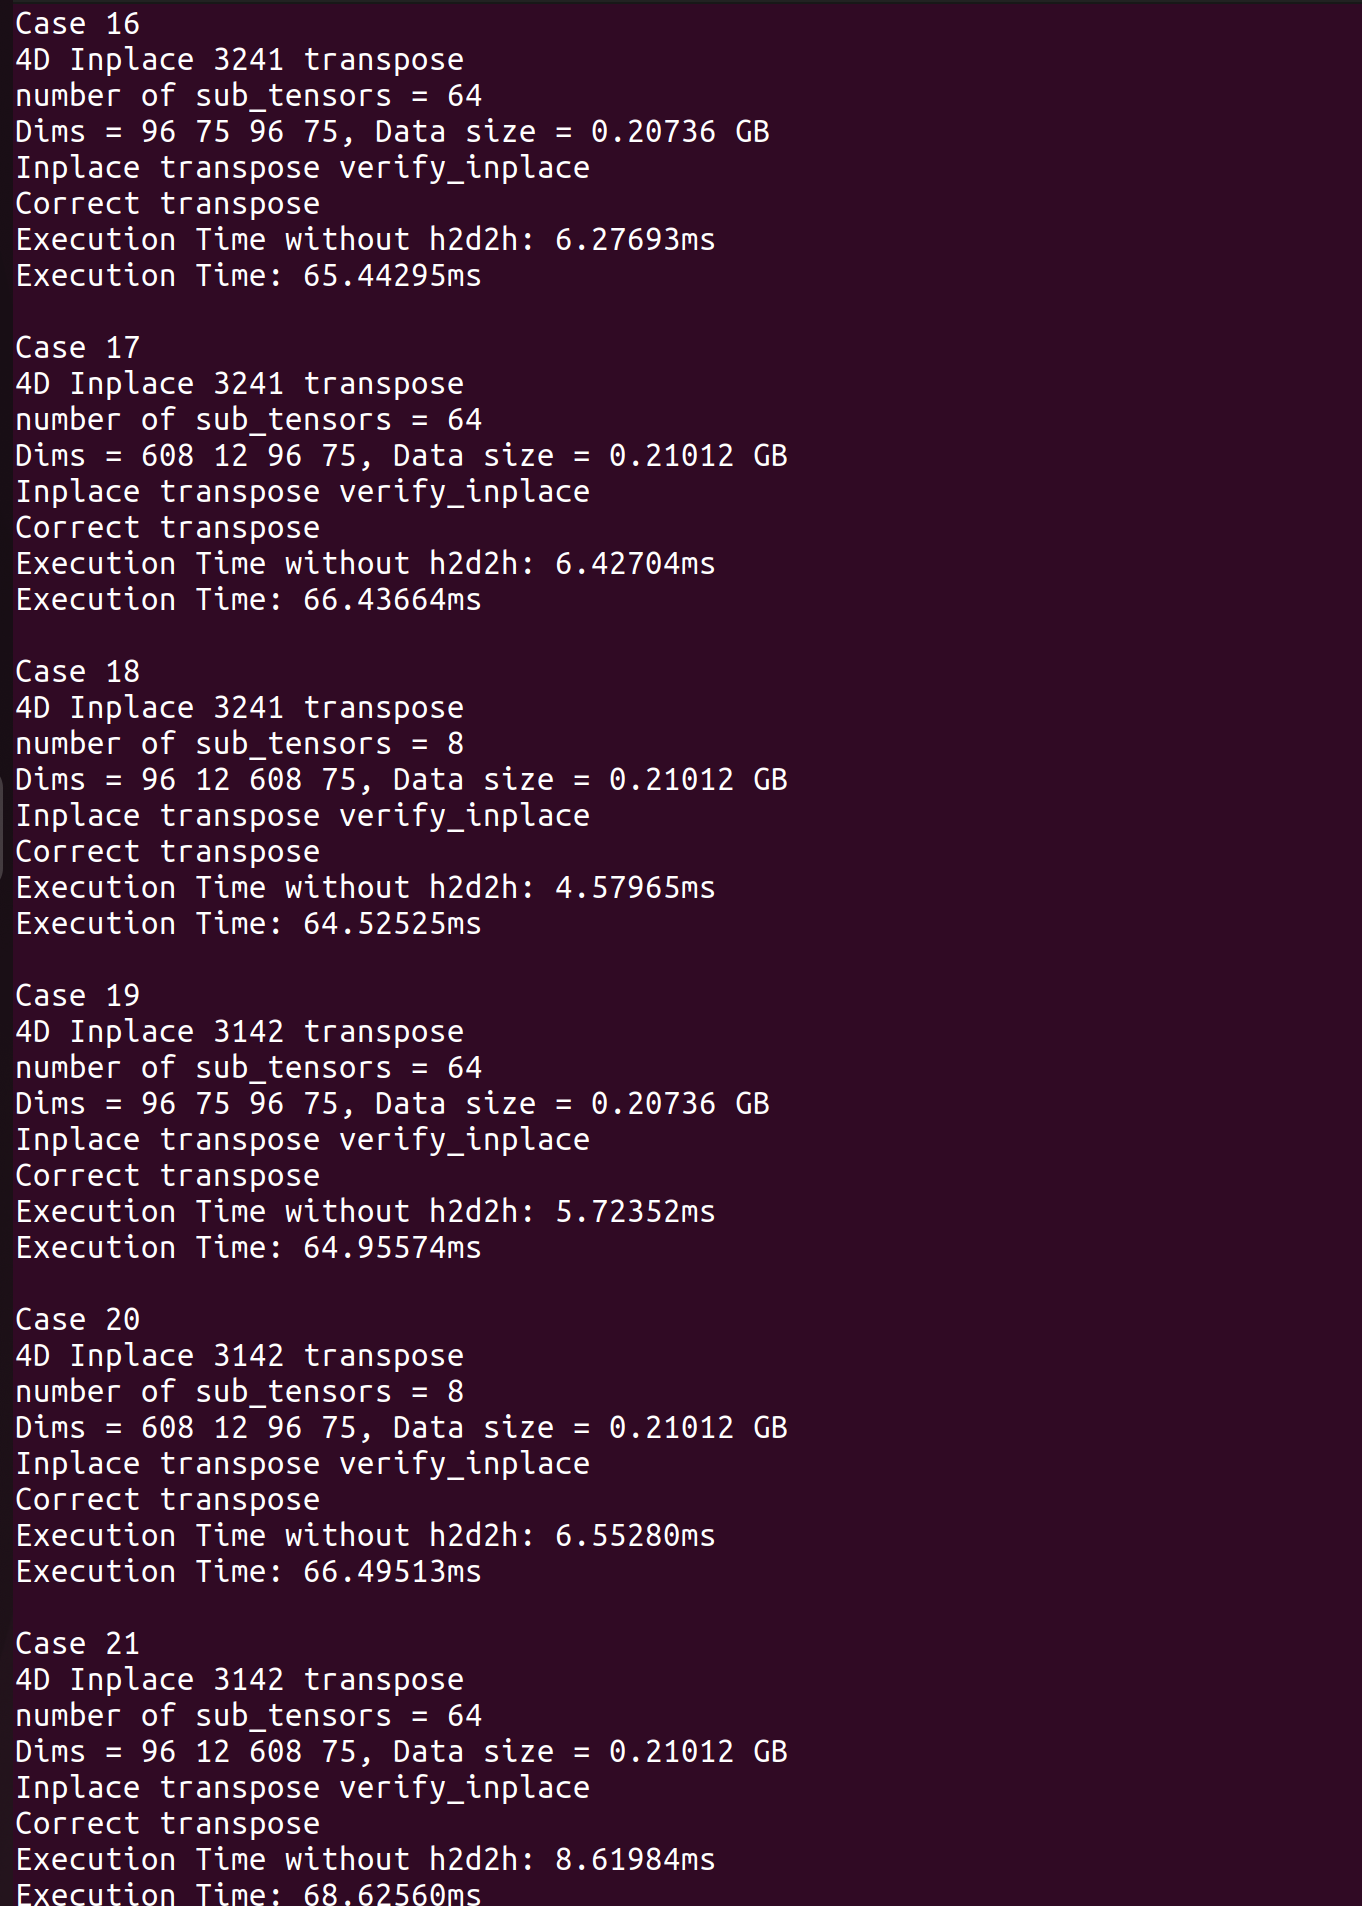 Case 16
4D Inplace 3241 transpose
number of sub_tensors = 64
Dims = 96 75 96 75, Data size = 0.20736 GB
Inplace transpose verify_inplace
Correct transpose
Execution Time without h2d2h: 6.27693ms
Execution Time: 65.44295ms

Case 17
4D Inplace 3241 transpose
number of sub_tensors = 64
Dims = 608 12 96 75, Data size = 0.21012 GB
Inplace transpose verify_inplace
Correct transpose
Execution Time without h2d2h: 6.42704ms
Execution Time: 66.43664ms

Case 18
4D Inplace 3241 transpose
number of sub_tensors = 8
Dims = 96 12 608 75, Data size = 0.21012 GB
Inplace transpose verify_inplace
Correct transpose
Execution Time without h2d2h: 4.57965ms
Execution Time: 64.52525ms

Case 19
4D Inplace 3142 transpose
number of sub_tensors = 64
Dims = 96 75 96 75, Data size = 0.20736 GB
Inplace transpose verify_inplace
Correct transpose
Execution Time without h2d2h: 5.72352ms
Execution Time: 64.95574ms

Case 20
4D Inplace 3142 transpose
number of sub_tensors = 8
Dims = 608 12 96 75, Data size = 0.21012 GB
Inplace transpose verify_inplace
Correct transpose
Execution Time without h2d2h: 6.55280ms
Execution Time: 66.49513ms

Case 21
4D Inplace 3142 transpose
number of sub_tensors = 64
Dims = 96 12 608 75, Data size = 0.21012 GB
Inplace transpose verify_inplace
Correct transpose
Execution Time without h2d2h: 8.61984ms
Execution Time: 68.62560ms